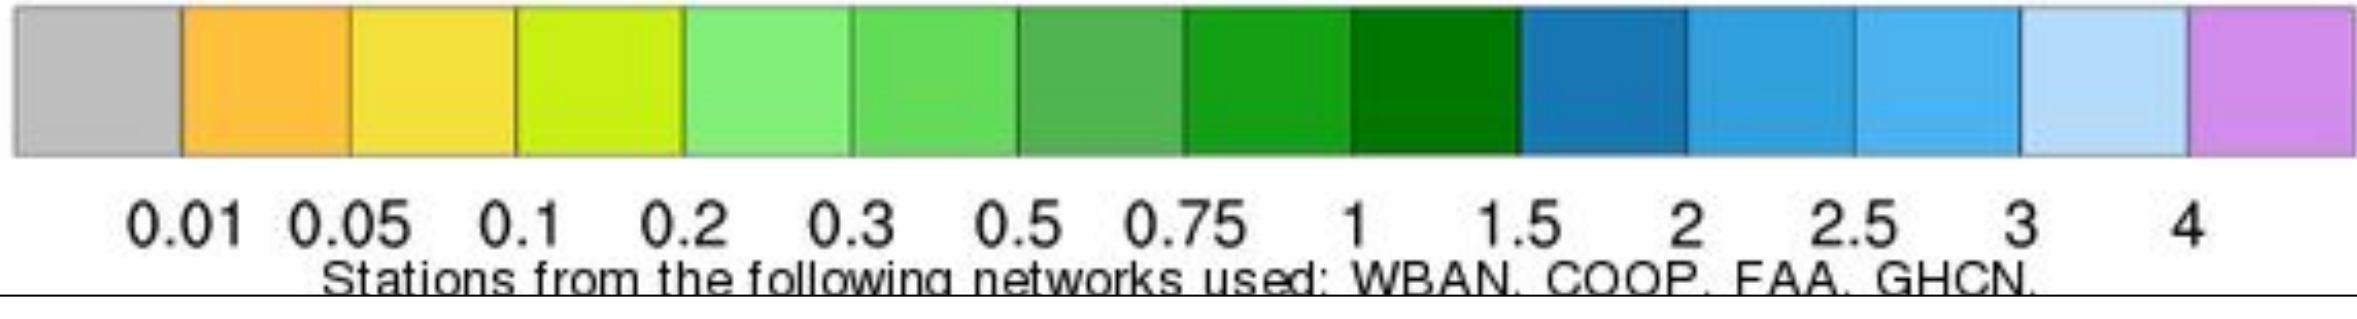 0.01 0.05 0.1 0.2 0.3 0.5 0.75 1 1.5 2 2.5 3 4
Stations from the following networks used: WBAN, COOP, FAA, GHCN,